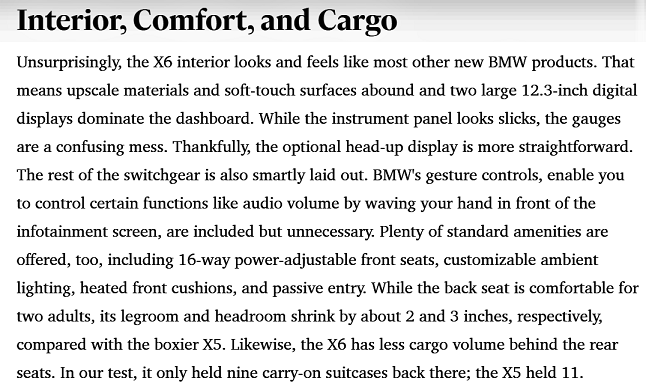 Interior, Comfort, and Cargo
Unsurprisingly, the X6 interior looks and feels like most other new BMW products. That
means upscale materials and soft-touch surfaces abound and two large 12.3-inch digital
displays dominate the dashboard. While the instrument panel looks slicks, the gauges
are a confusing mess. Thankfully, the optional head-up display is more straightforward.
The rest of the switchgear is also smartly laid out. BMW's gesture controls, enable you
to control certain functions like audio volume by waving your hand in front of the
infotainment screen, are included but unnecessary. Plenty of standard amenities are
offered, too, including 16-way power-adjustable front seats, customizable ambient
lighting, heated front cushions, and passive entry. While the back seat is comfortable for
two adults, its legroom and headroom shrink by about 2 and 3 inches, respectively,
compared with the boxier X5. Likewise, the X6 has less cargo volume behind the rear
seats. In our test, it only held nine carry-on suitcases back there; the X5 held 11.